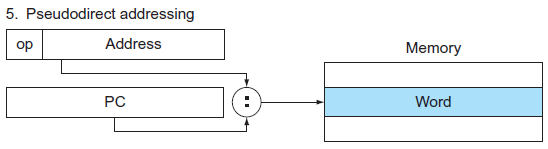 5. Pseudodirect addressing
op Address
Memory
PC
:
Word